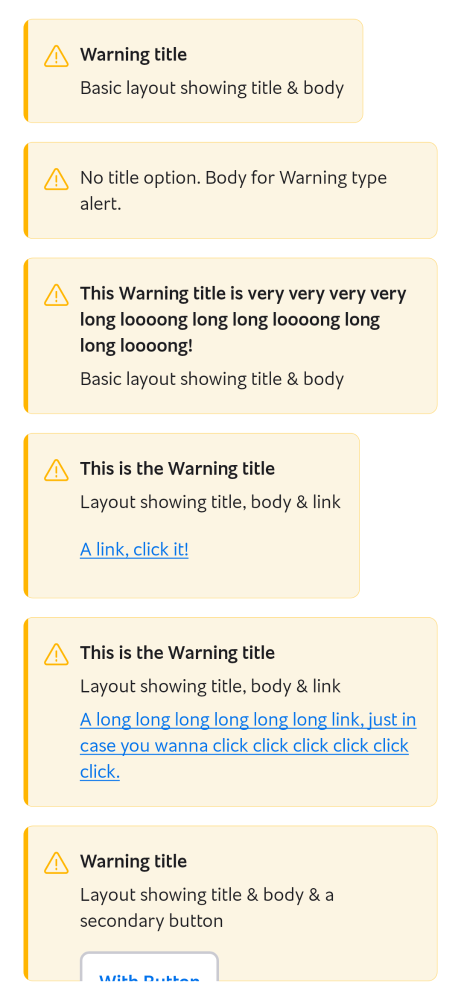 Warning title
Basic layout showing title & body
No title option. Body for Warning type
alert.
This Warning title is very very very very
long loooong long long loooong long
long loooong!
Basic layout showing title & body
This is the Warning title
Layout showing title, body & link
A link, click it!
This is the Warning title
Layout showing title, body & link
A long long long long long long link, just in
case you wanna click click click click click
click.
Warning title
Layout showing title & body & a
secondary button
With Button